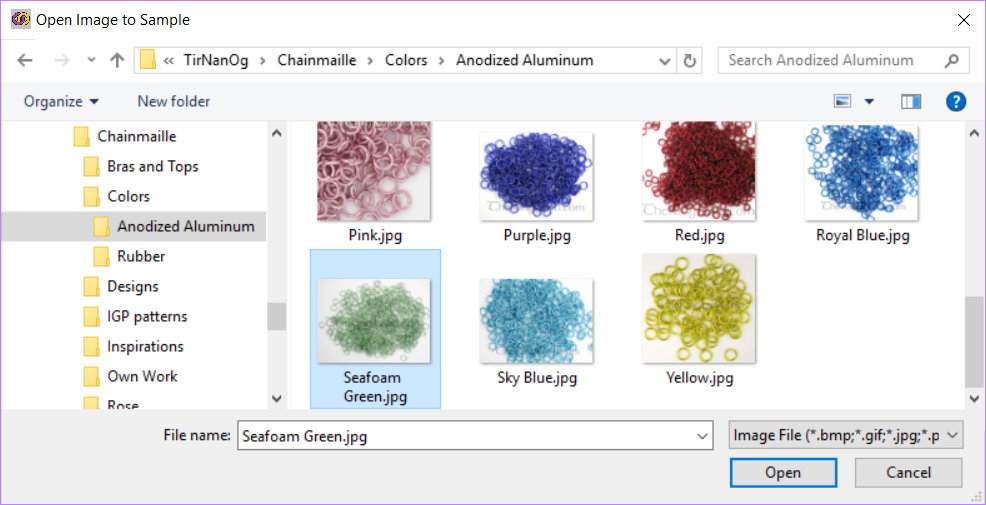 Open Image to Sample
« TirNanOg > Chainmaille > Colors > Anodized Aluminum
Search Anodized Aluminum
Organize
New folder
?
Chainmaille
Bras and Tops
Colors
Anodized Aluminum
Rubber
Designs
IGP patterns
Inspirations
Own Work
Rose
Pink.jpg
Purple.jpg
Red.jpg
Royal Blue.jpg
Seafoam
Green.jpg
Sky Blue.jpg
Yellow.jpg
File name:
Seafoam Green.jpg
Image File (*.bmp;*.gif;*.jpg;*.p
Open
Cancel